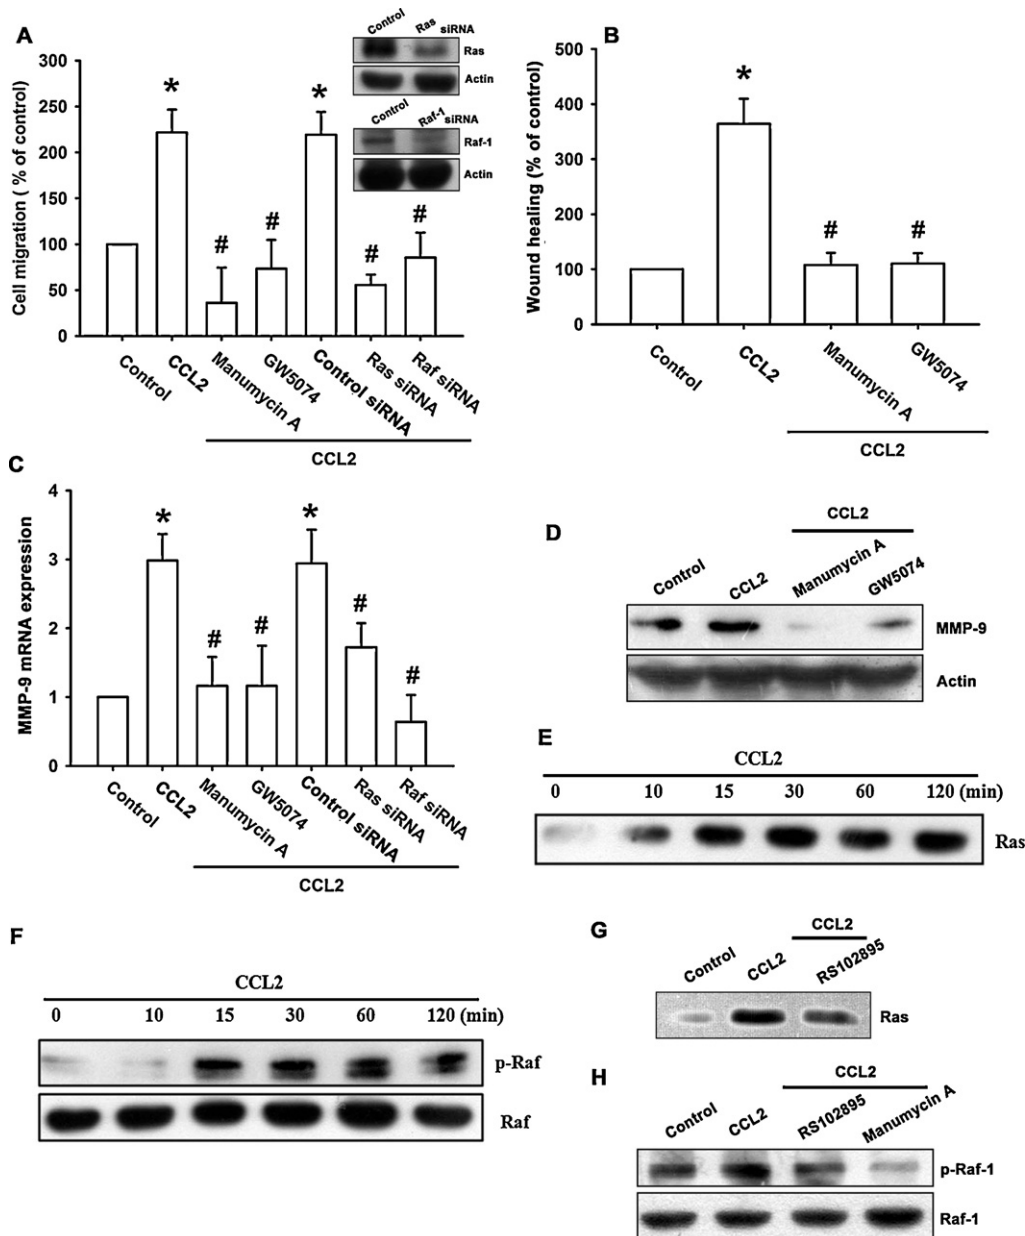 A
Cell migration ( % of control)
300
250
200
150
100
50
0
*
#
#
*
#
#
Control
CCL2
Manumycin A
GW5074
Control siRNA
Ras siRNA
Raf siRNA
CCL2
Control
Ras siRNA
Ras
Actin
Control
Raf-1 siRNA
Raf-1
Actin
B
Wound healing (% of control)
500
400
300
200
100
0
*
#
#
Control
CCL2
Manumycin A
GW5074
CCL2
C
MMP-9 mRNA expression
4
3
2
1
0
*
#
#
*
#
#
Control
CCL2
Manumycin A
GW5074
Control siRNA
Ras siRNA
Raf siRNA
CCL2
D
CCL2
Control
CCL2
Manumycin A
GW5074
MMP-9
Actin
E
CCL2
0 10 15 30 60 120 (min)
Ras
F
CCL2
0 10 15 30 60 120 (min)
p-Raf
Raf
G
CCL2
Control
CCL2
RS102895
Ras
H
CCL2
Control
CCL2
RS102895
Manumycin A
p-Raf-1
Raf-1